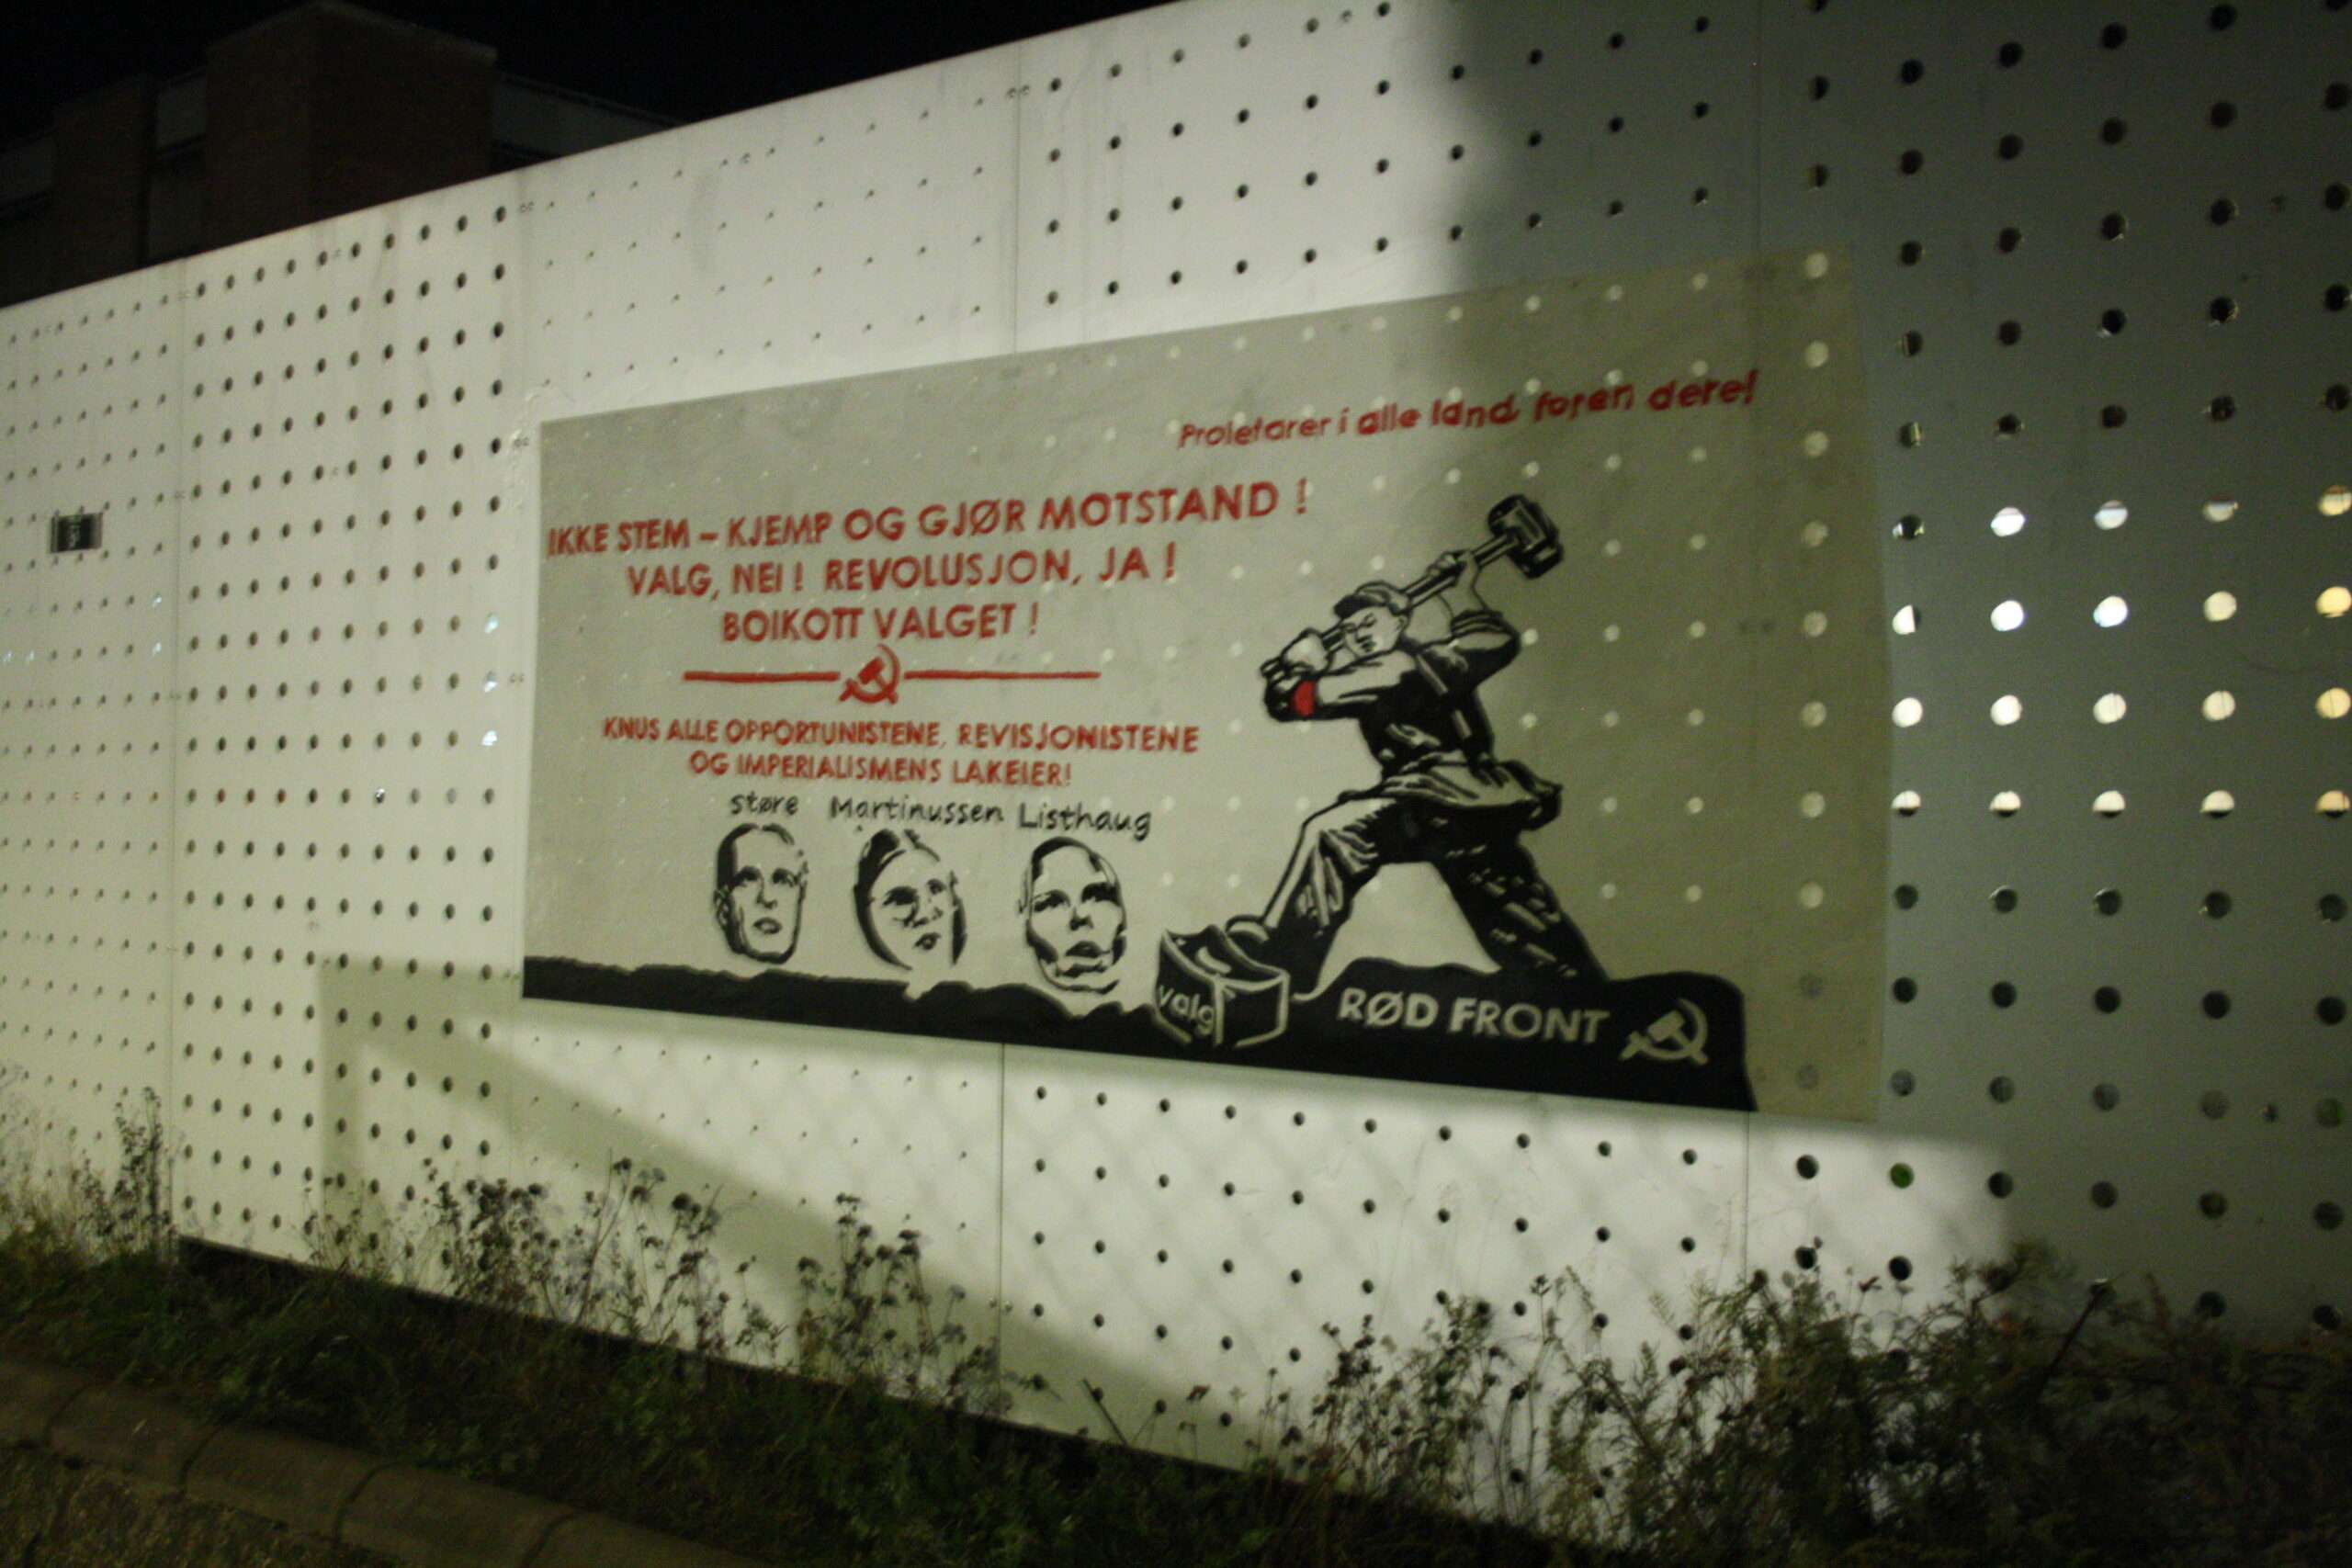 Proletarer i alle land foren dere!
IKKE STEM – KJEMP OG GJØR MOTSTAND !
VALG, NEI ! REVOLUSJON, JA !
BOIKOTT VALGET !
KNUS ALLE OPPORTUNISTENE, REVISJONISTENE
OG IMPERIALISMENS LAKEIER!
støre Martinussen Listhaug
valg
RØD FRONT